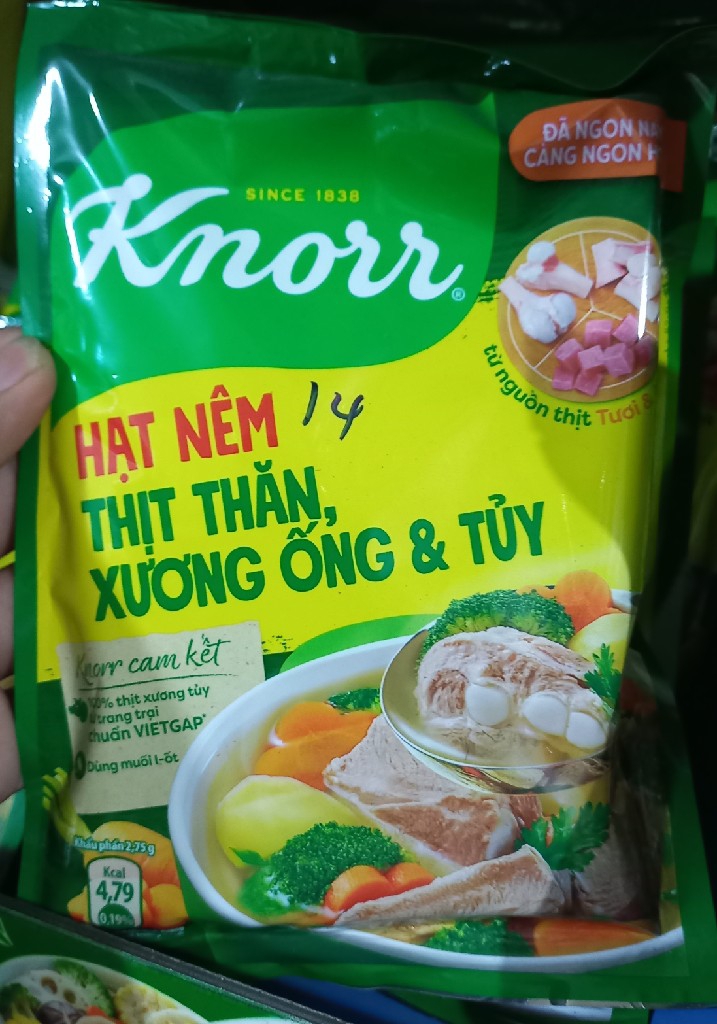 SINCE 1838
Knorr®
ĐÃ NGON
CÀNG NGON
từ nguồn thịt Tươi &
HẠT NÊM 14
THỊT THĂN,
XƯƠNG ỐNG & TỦY
Knorr cam kết
100% thịt xương tủy
từ trang trại
chuẩn VIETGAP*
Dùng muối I-ốt
Khẩu phần 2,75 g
Kcal
4,79
0,19%